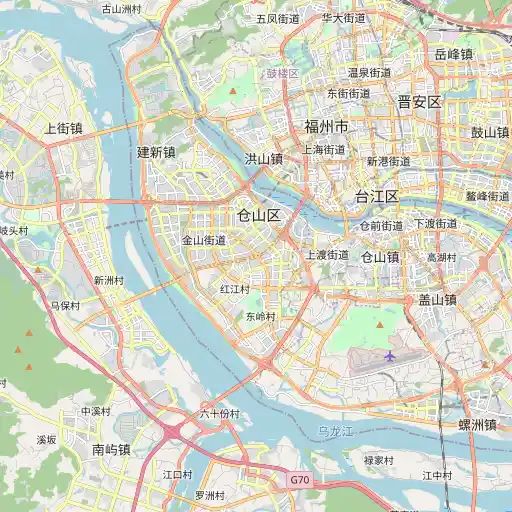 古山洲村
五凤街道
华大街道
岳峰镇
温泉街道
鼓楼区
东街街道
晋安区
上街镇
福州市
鼓山镇
建新镇
洪山镇
上海街道
新港街道
台江区
鳌峰街道
仓山区
岐头村
仓前街道
下渡街道
金山街道
上渡街道
仓山镇
高湖村
新洲村
红江村
马保村
盖山镇
东岭村
中溪村
六十份村
螺洲镇
溪坂
乌龙江
南屿镇
禄家村
江口村
G70
江中村
罗洲村